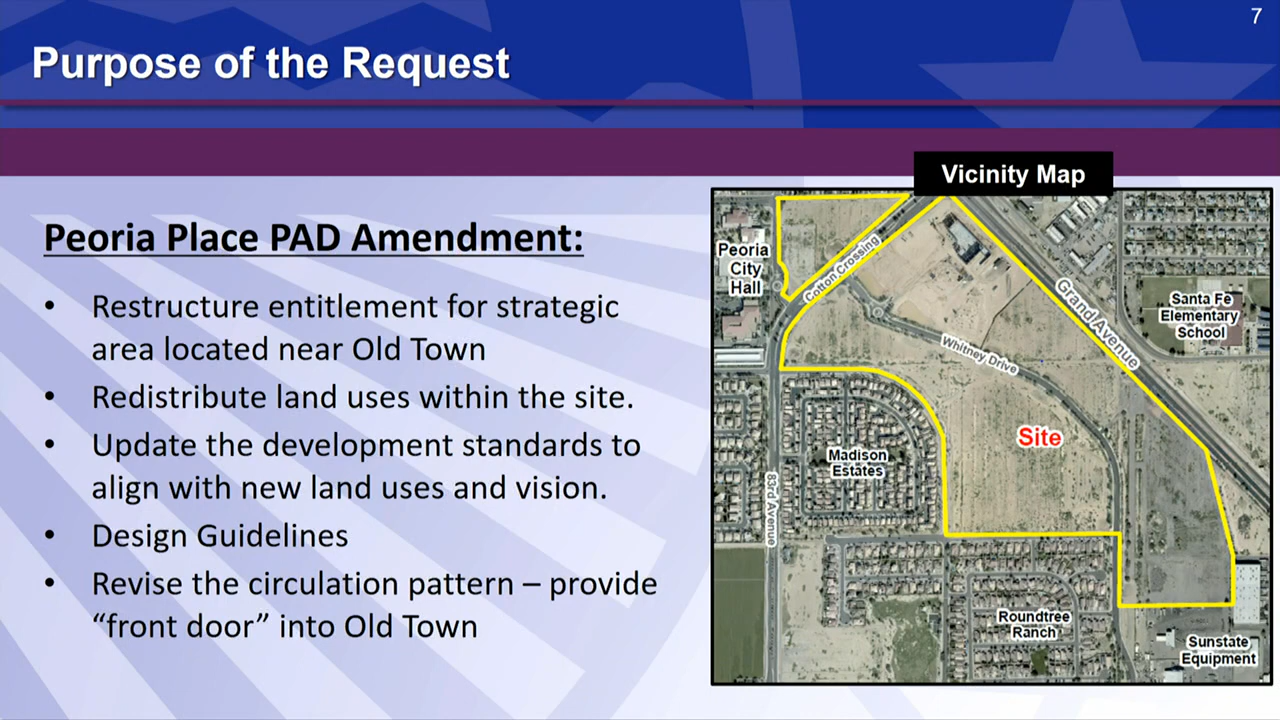 7
Purpose of the Request
Vicinity Map
Peoria Place PAD Amendment:
• Restructure entitlement for strategic
area located near Old Town
• Redistribute land uses within the site.
• Update the development standards to
align with new land uses and vision.
• Design Guidelines
• Revise the circulation pattern – provide
“front door” into Old Town
Peoria
City
Hall
Cotton Crossing
Grand Avenue
Santa Fe
Elementary
School
Whitney Drive
Site
Madison
Estates
83rd Avenue
Roundtree
Ranch
Sunstate
Equipment